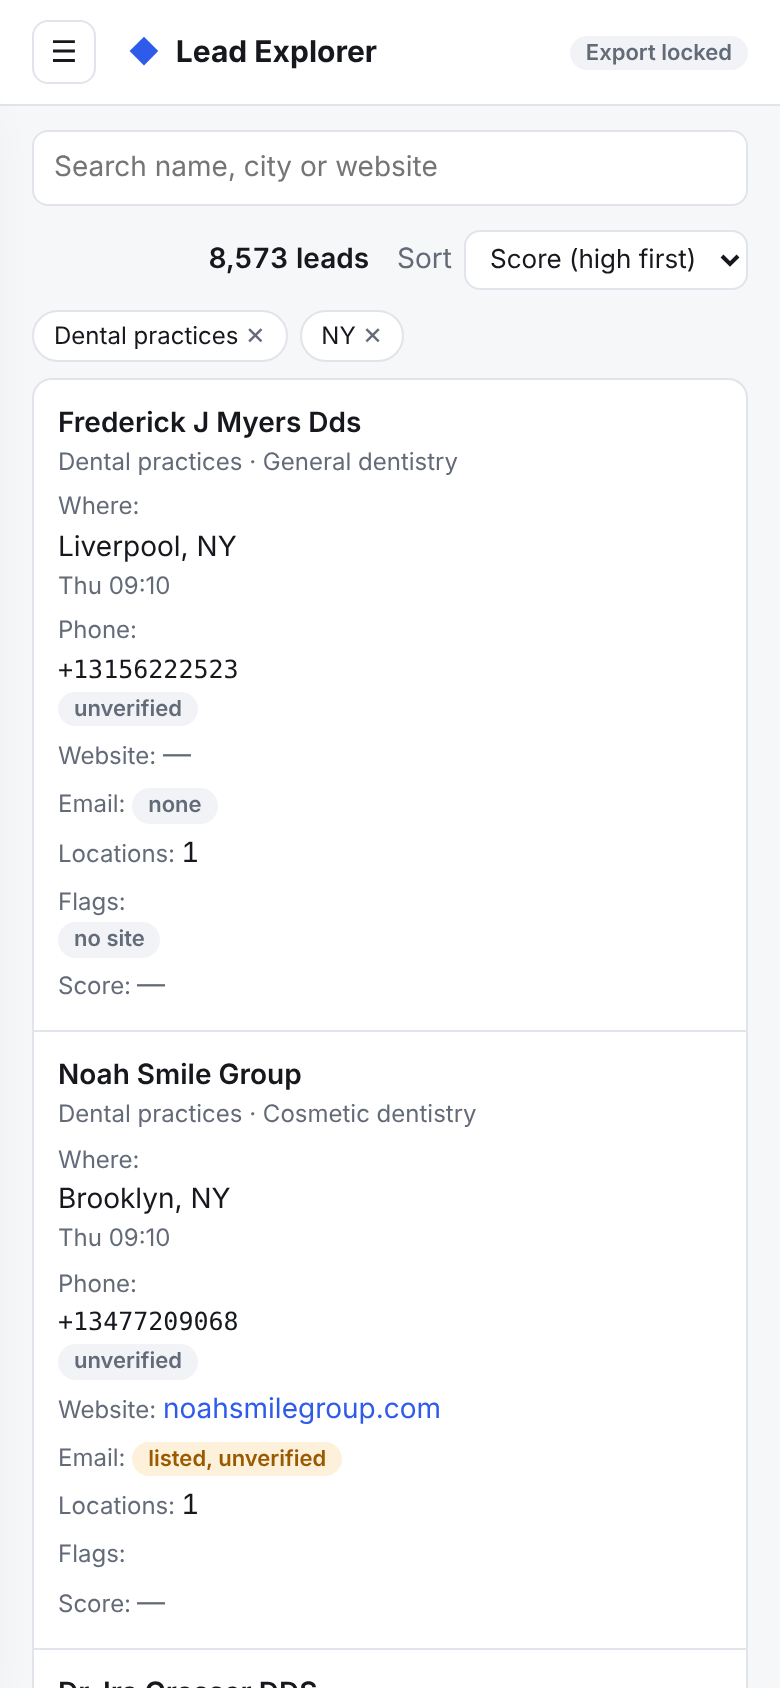 ☰ Lead Explorer Export locked
Search name, city or website
8,573 leads Sort Score (high first)
Dental practices ✕ NY ✕
Frederick J Myers Dds
Dental practices · General dentistry
Where:
Liverpool, NY
Thu 09:10
Phone:
+13156222523
unverified
Website: —
Email: none
Locations: 1
Flags:
no site
Score: —
Noah Smile Group
Dental practices · Cosmetic dentistry
Where:
Brooklyn, NY
Thu 09:10
Phone:
+13477209068
unverified
Website: noahsmilegroup.com
Email: listed, unverified
Locations: 1
Flags:
Score: —